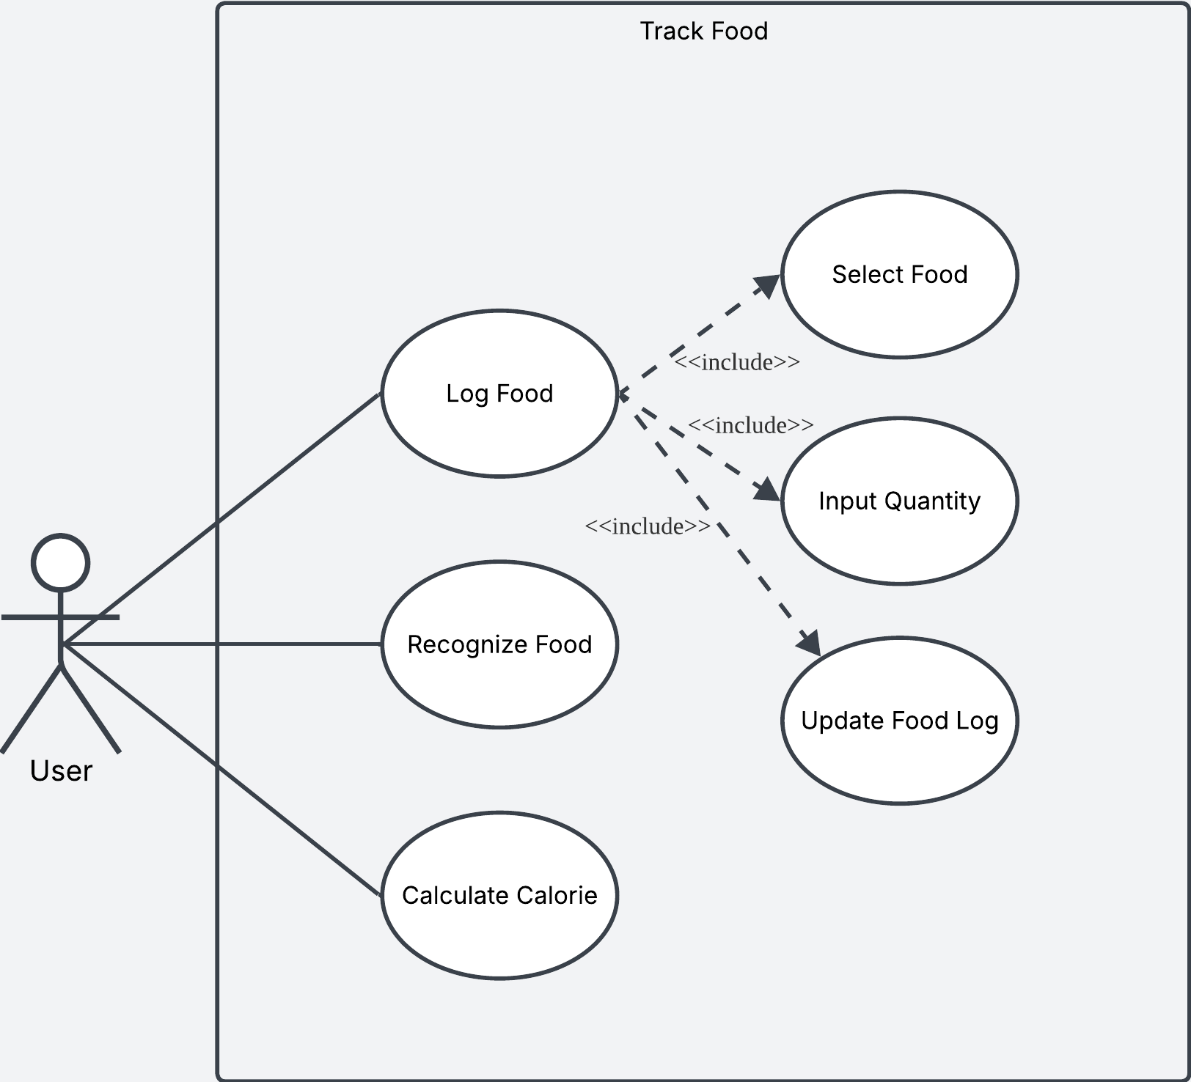 Track Food
Select Food
<<include>>
Log Food
<<include>>
Input Quantity
<<include>>
Recognize Food
Update Food Log
User
Calculate Calorie